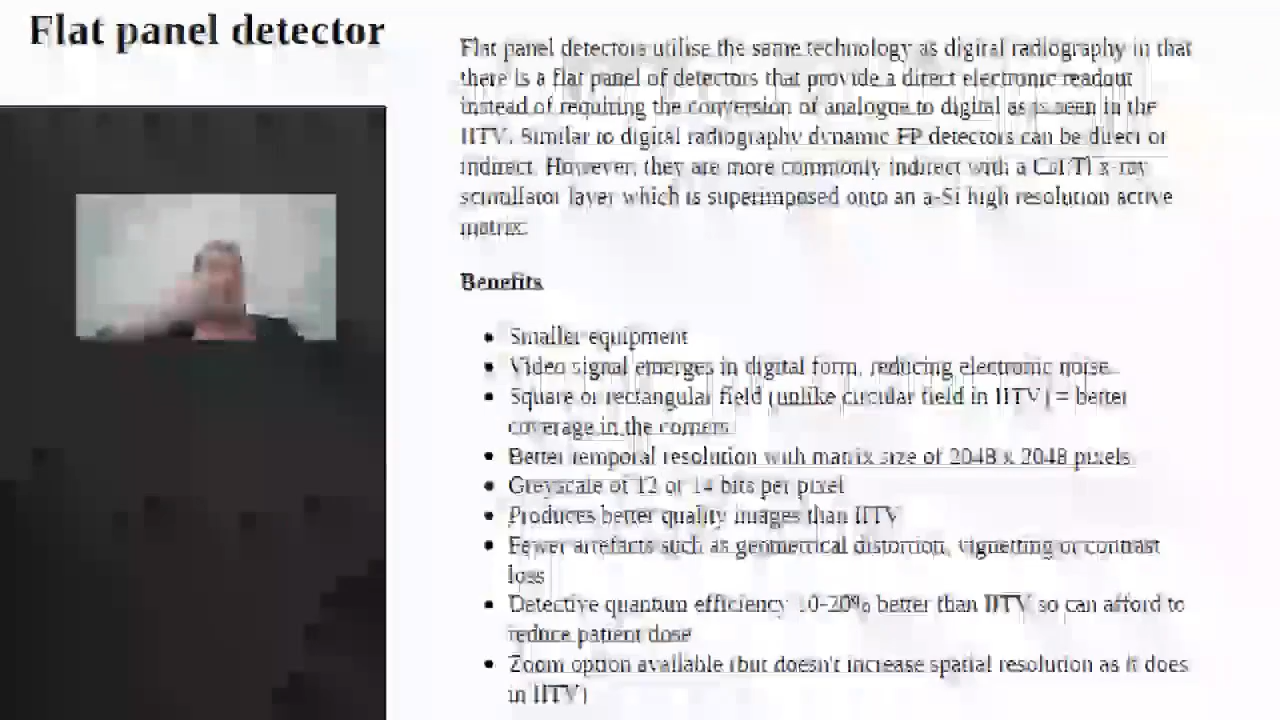 Flat panel detector
Flat panel detectors utilise the same technology as digital radiography in that
there is a flat panel of detectors that provide a direct electronic readout
instead of requiring the conversion of analogue to digital as is seen in the
IITV. Similar to digital radiography dynamic FP detectors can be direct or
indirect. However, they are more commonly indirect with a CsI:Tl x-ray
scintillator layer which is superimposed onto an a-Si high resolution active
matrix.
Benefits
• Smaller equipment
• Video signal emerges in digital form, reducing electronic noise.
• Square or rectangular field (unlike circular field in IITV) = better
coverage in the corners
• Better temporal resolution with matrix size of 2048 x 2048 pixels.
• Greyscale of 12 or 14 bits per pixel
• Produces better quality images than IITV
• Fewer artefacts such as geometrical distortion, vignetting or contrast
loss
• Detective quantum efficiency 10-20% better than IITV so can afford to
reduce patient dose
• Zoom option available (but doesn't increase spatial resolution as it does
in IITV)